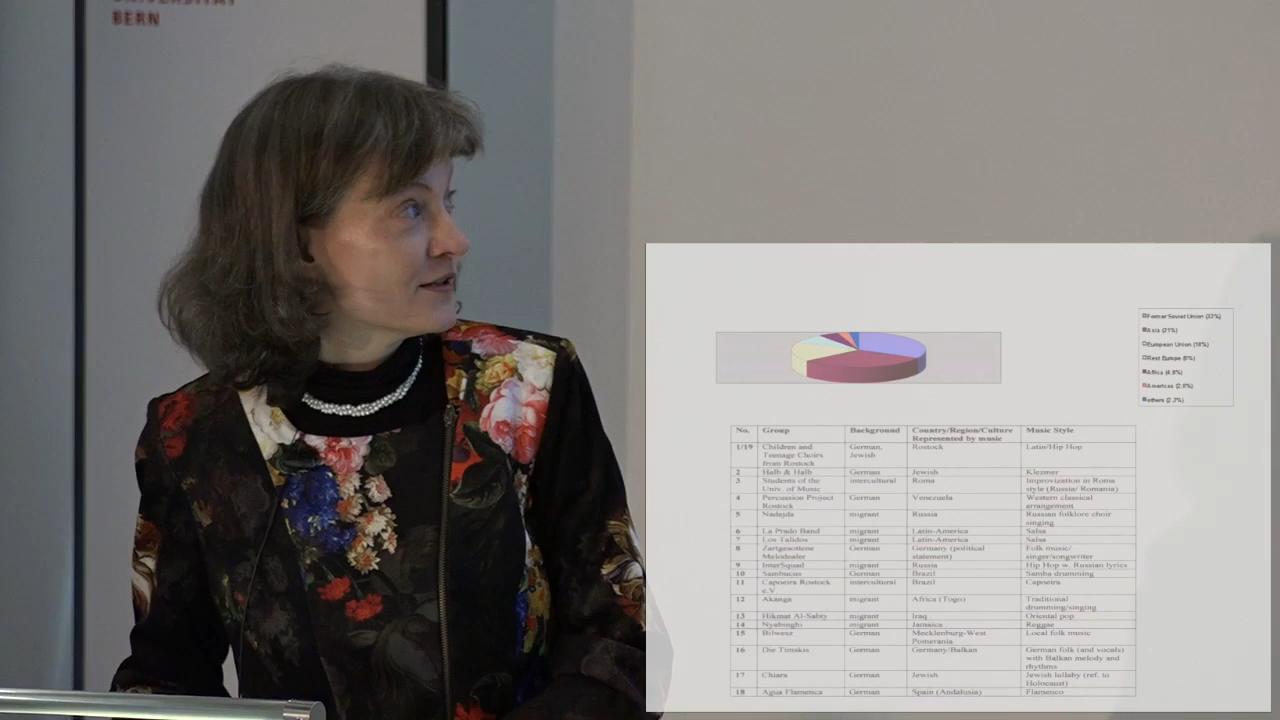 UNIVERSITÄT
BERN
Former Soviet Union (32%)
Asia (31%)
European Union (18%)
Rest Europe (8%)
Africa (4.8%)
Americas (2.8%)
others (2.7%)
No. Group Background Country/Region/Culture Music Style
Represented by music
1/19 Children and German, Rostock Latin/Hip Hop
Teenage Choirs Jewish
from Rostock
2 Halb & Halb German Jewish Klezmer
3 Students of the intercultural Roma Improvization in Roma
Univ. of Music style (Russia/ Romania)
4 Percussion Project German Venezuela Western classical
Rostock arrangement
5 Nadejda migrant Russia Russian folklore choir
singing
6 La Prado Band migrant Latin-America Salsa
7 Los Talidos migrant Latin-America Salsa
8 Zartgesottene German Germany (political Folk music/
Melodealer statement) singer/songwriter
9 InterSquad migrant Russia Hip Hop w. Russian lyrics
10 Sambucus German Brazil Samba drumming
11 Capoeira Rostock intercultural Brazil Capoeira
e.V
12 Akanga migrant Africa (Togo) Traditional
drumming/singing
13 Hikmat Al-Sabty migrant Iraq Oriental pop
14 Nyabinghi migrant Jamaica Reggae
15 Bilwesz German Mecklenburg-West Local folk music
Pomerania
16 Die Timskis German Germany/Balkan German folk (and vocals)
with Balkan melody and
rhythms
17 Chiara German Jewish Jewish lullaby (ref. to
Holocaust)
18 Agua Flamenca German Spain (Andalusia) Flamenco